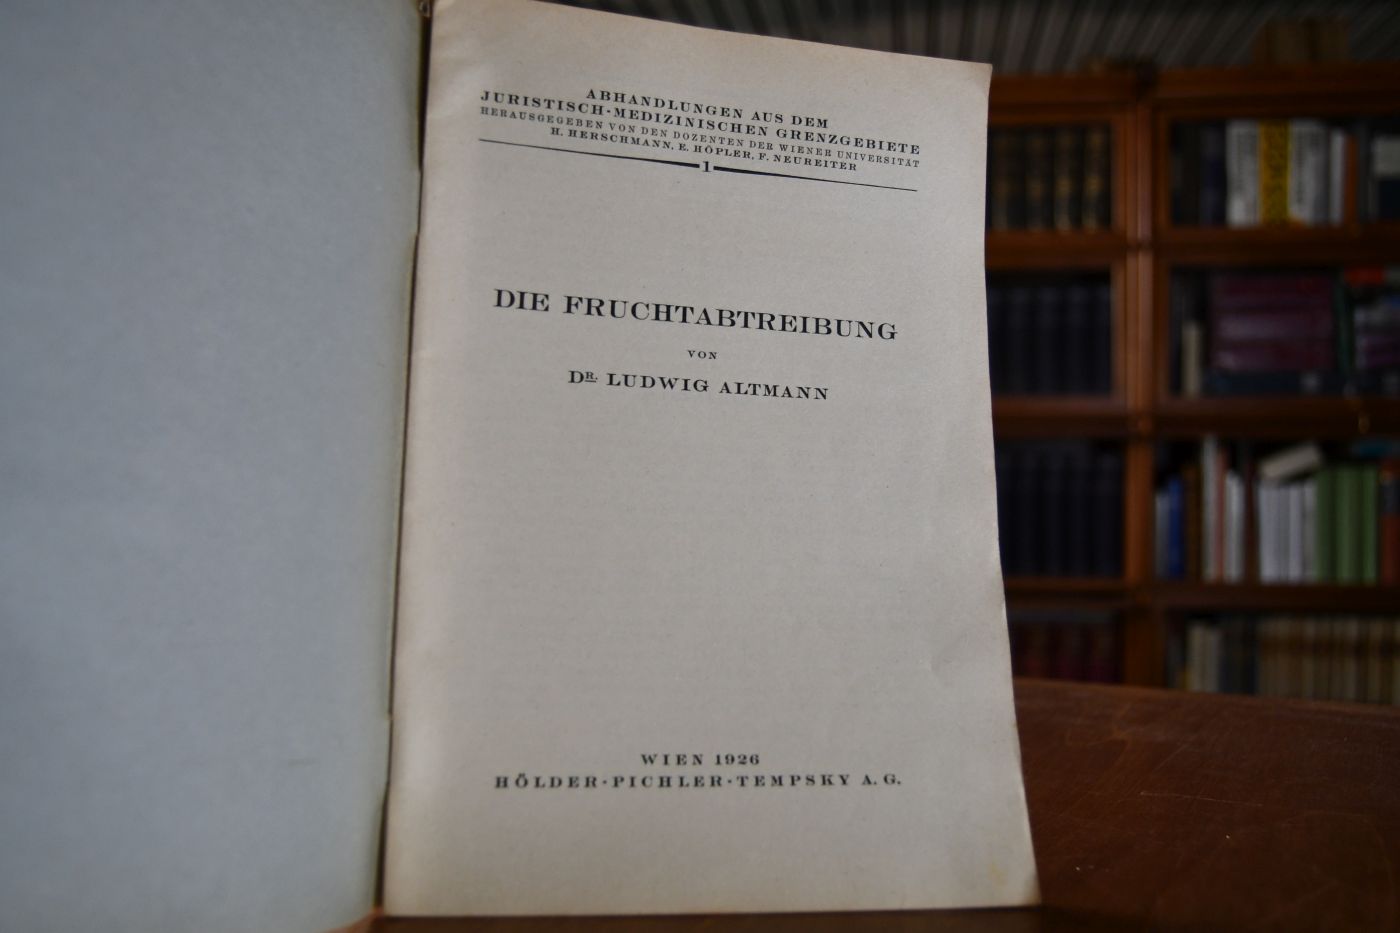 ABHANDLUNGEN AUS DEM
JURISTISCH-MEDIZINISCHEN GRENZGEBIETE
HERAUSGEGEBEN VON DEN DOZENTEN DER WIENER UNIVERSITÄT
H. HERSCHMANN, E. HÖPLER, F. NEUREITER
1
DIE FRUCHTABTREIBUNG
VON
DR. LUDWIG ALTMANN
WIEN 1926
HÖLDER-PICHLER-TEMPSKY A. G.